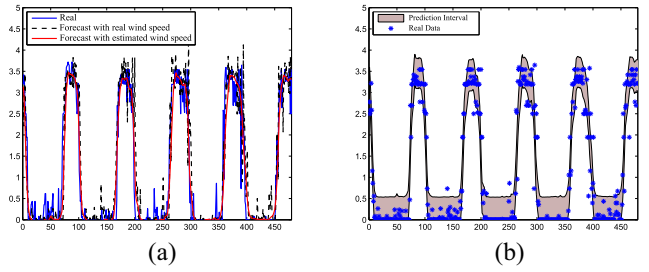 Real
Forecast with real wind speed
Forecast with estimated wind speed
5
4.5
4
3.5
3
2.5
2
1.5
1
0.5
0
0 50 100 150 200 250 300 350 400 450
(a)
Prediction Interval
Real Data
5
4.5
4
3.5
3
2.5
2
1.5
1
0.5
0
0 50 100 150 200 250 300 350 400 450
(b)